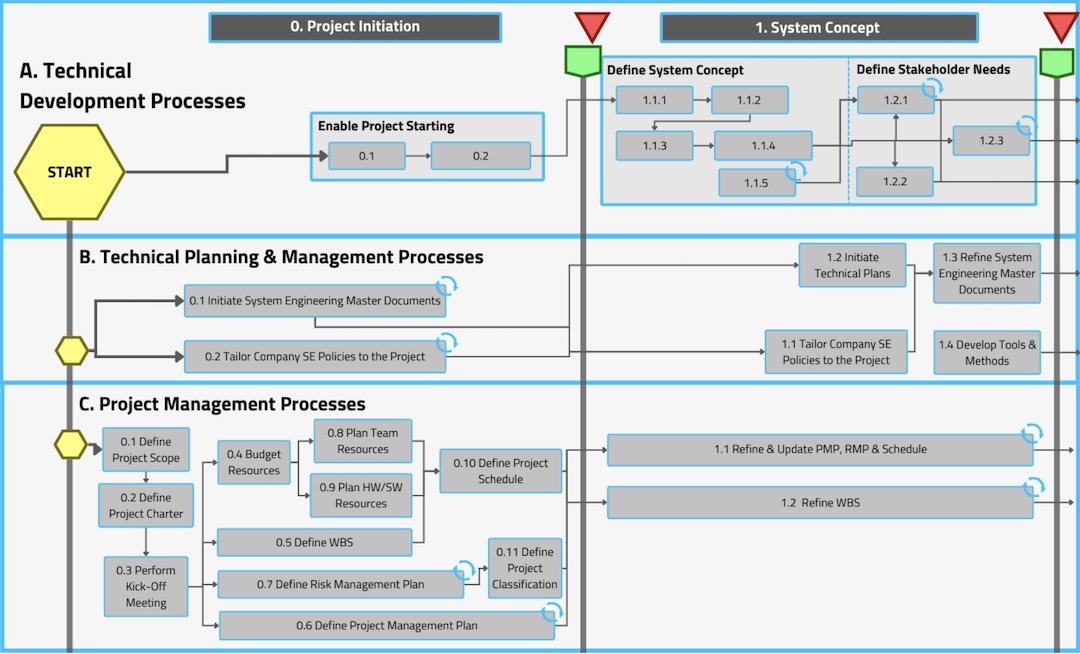 0. Project Initiation
1. System Concept
A. Technical
Development Processes
START
Enable Project Starting
0.1
0.2
Define System Concept
1.1.1
1.1.2
1.1.3
1.1.4
1.1.5
Define Stakeholder Needs
1.2.1
1.2.2
1.2.3
B. Technical Planning & Management Processes
0.1 Initiate System Engineering Master Documents
0.2 Tailor Company SE Policies to the Project
1.2 Initiate
Technical Plans
1.1 Tailor Company SE
Policies to the Project
1.3 Refine System
Engineering Master
Documents
1.4 Develop Tools &
Methods
C. Project Management Processes
0.1 Define
Project Scope
0.2 Define
Project Charter
0.3 Perform
Kick-Off
Meeting
0.4 Budget
Resources
0.8 Plan Team
Resources
0.9 Plan HW/SW
Resources
0.10 Define Project
Schedule
0.5 Define WBS
0.7 Define Risk Management Plan
0.11 Define
Project
Classification
0.6 Define Project Management Plan
1.1 Refine & Update PMP, RMP & Schedule
1.2 Refine WBS